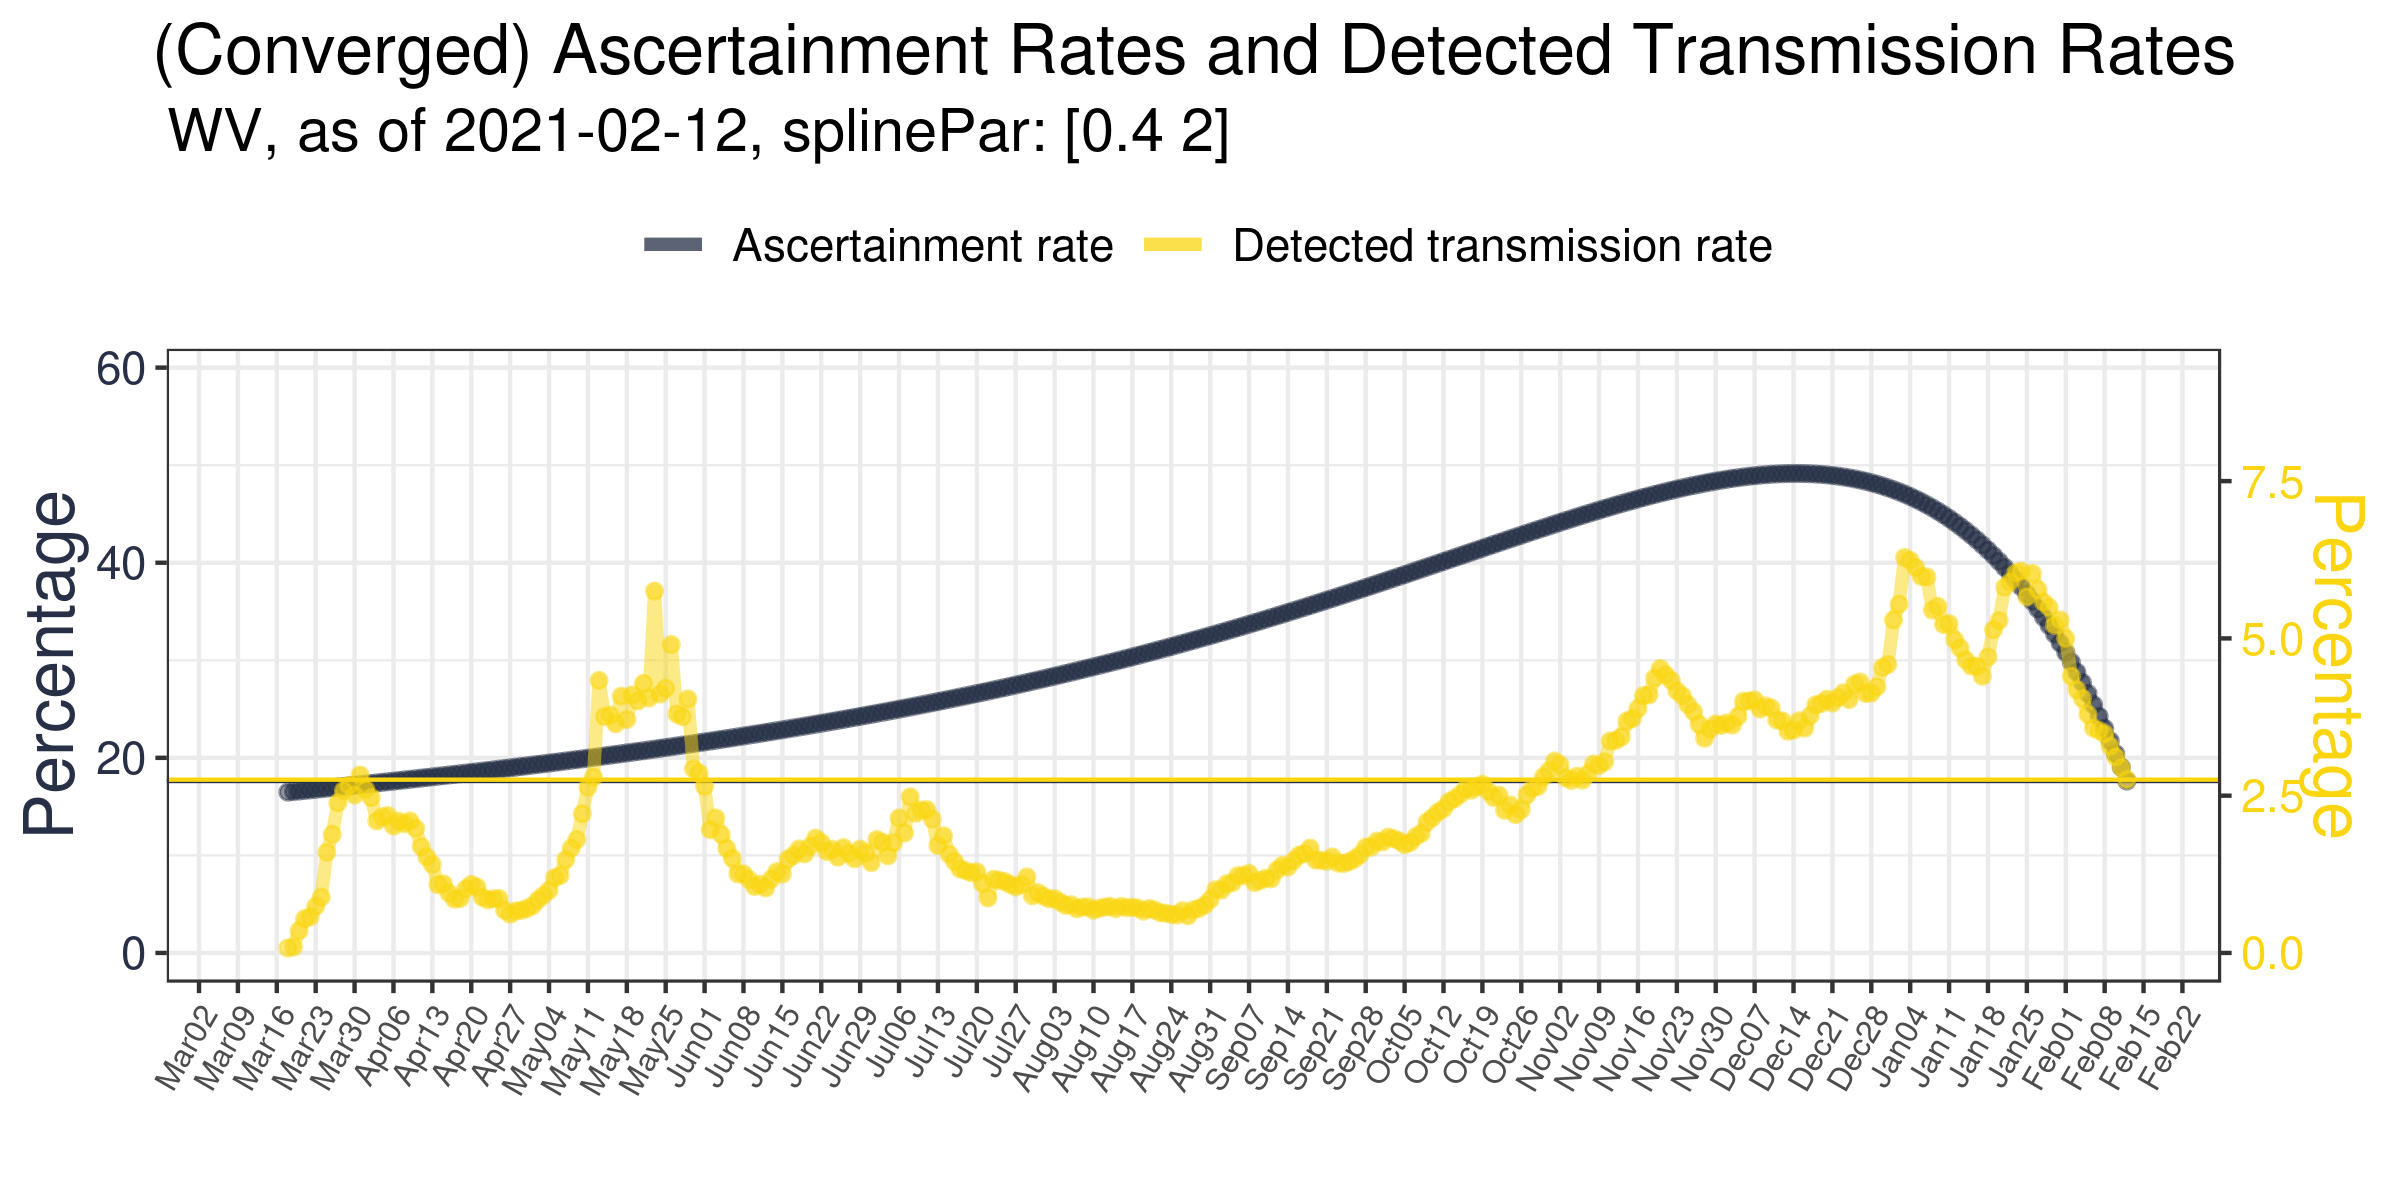 (Converged) Ascertainment Rates and Detected Transmission Rates
WV, as of 2021-02-12, splinePar: [0.4 2]
Ascertainment rate
Detected transmission rate
Percentage
60
40
20
0
7.5
5.0
2.5
0.0
Percentage
Mar02
Mar09
Mar16
Mar23
Mar30
Apr06
Apr13
Apr20
Apr27
May04
May11
May18
May25
Jun01
Jun08
Jun15
Jun22
Jun29
Jul06
Jul13
Jul20
Jul27
Aug03
Aug10
Aug17
Aug24
Aug31
Sep07
Sep14
Sep21
Sep28
Oct05
Oct12
Oct19
Oct26
Nov02
Nov09
Nov16
Nov23
Nov30
Dec07
Dec14
Dec21
Dec28
Jan04
Jan11
Jan18
Jan25
Feb01
Feb08
Feb15
Feb22